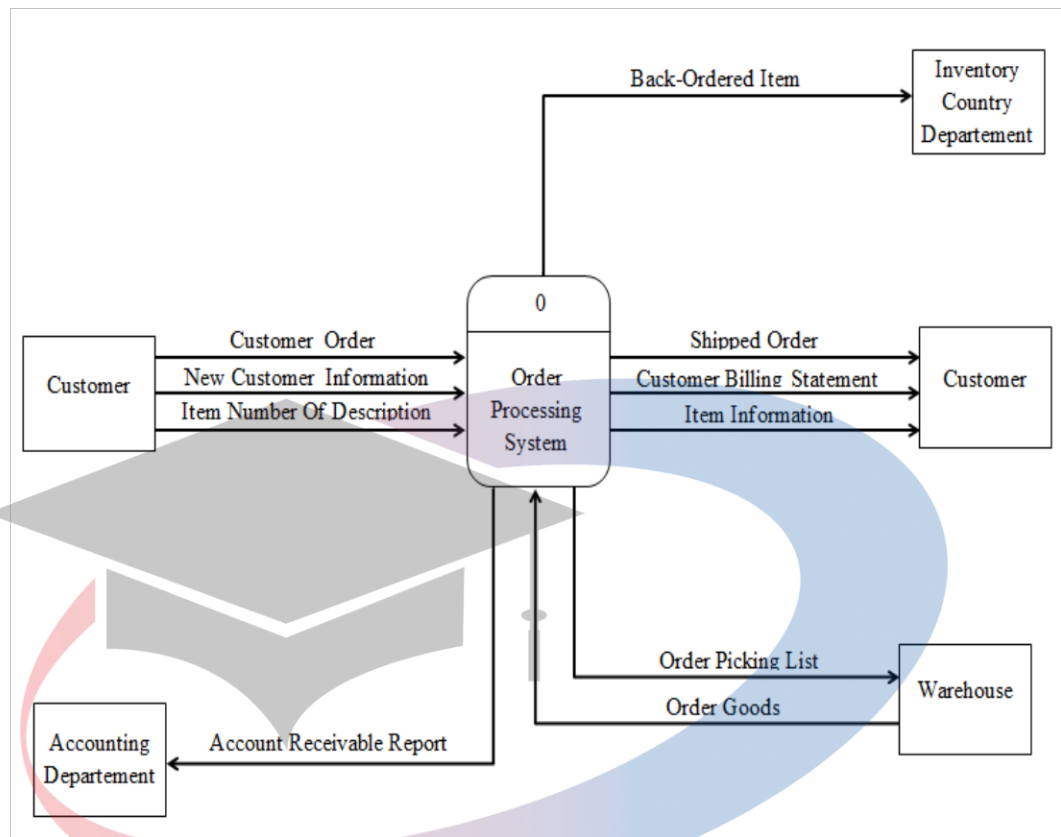 Back-Ordered Item
Inventory
Country
Departement
0
Order
Processing
System
Customer
Customer Order
New Customer Information
Item Number Of Description
Shipped Order
Customer Billing Statement
Item Information
Customer
Order Picking List
Order Goods
Warehouse
Account Receivable Report
Accounting
Departement